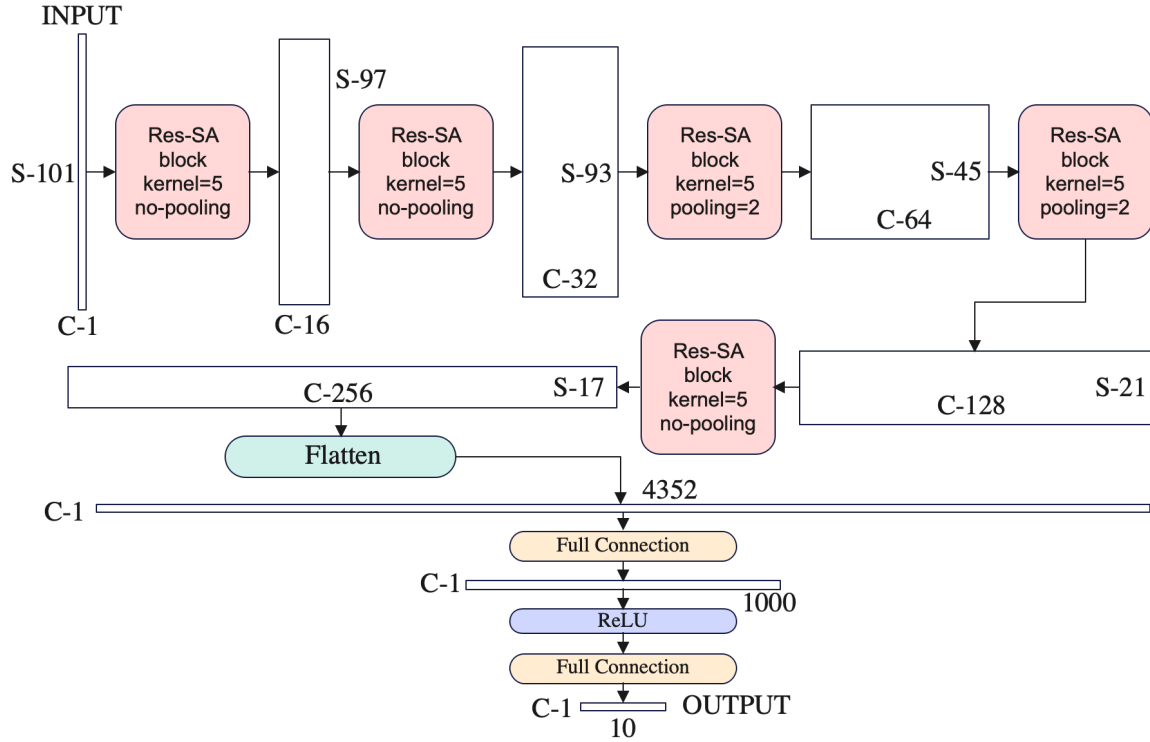 INPUT
S-101
C-1
Res-SA
block
kernel=5
no-pooling
S-97
C-16
Res-SA
block
kernel=5
no-pooling
S-93
C-32
Res-SA
block
kernel=5
pooling=2
S-45
C-64
Res-SA
block
kernel=5
pooling=2
S-21
C-128
Res-SA
block
kernel=5
no-pooling
S-17
C-256
Flatten
4352
C-1
Full Connection
C-1
1000
ReLU
Full Connection
C-1
OUTPUT
10